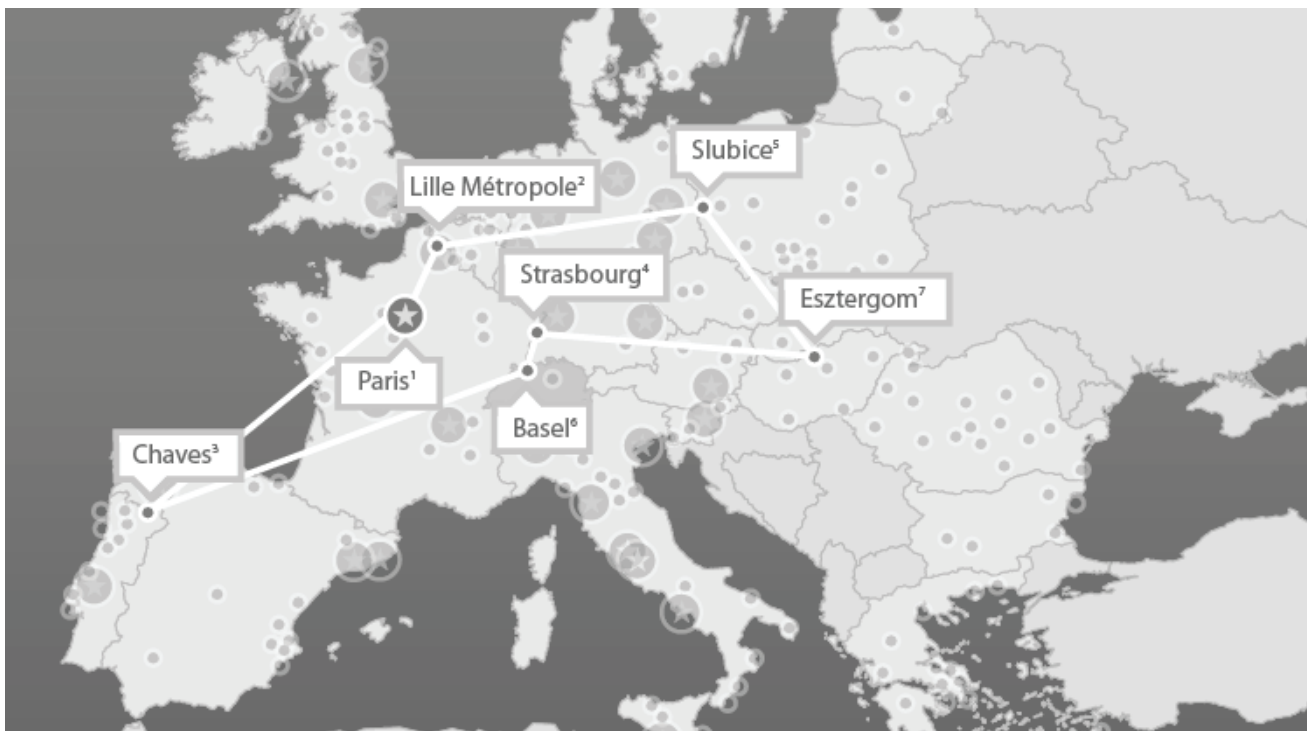 Slubice⁵
Lille Métropole²
Strasbourg⁴
Esztergom⁷
Paris¹
Basel⁶
Chaves³